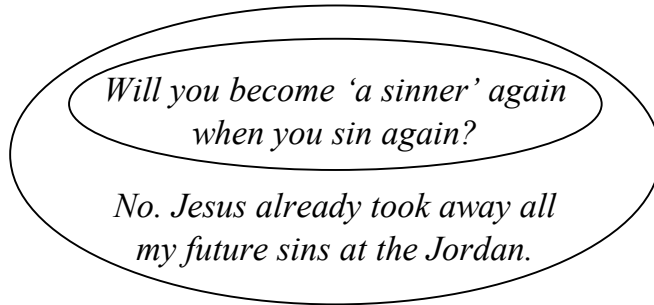 Will you become ‘a sinner’ again
when you sin again?
No. Jesus already took away all
my future sins at the Jordan.